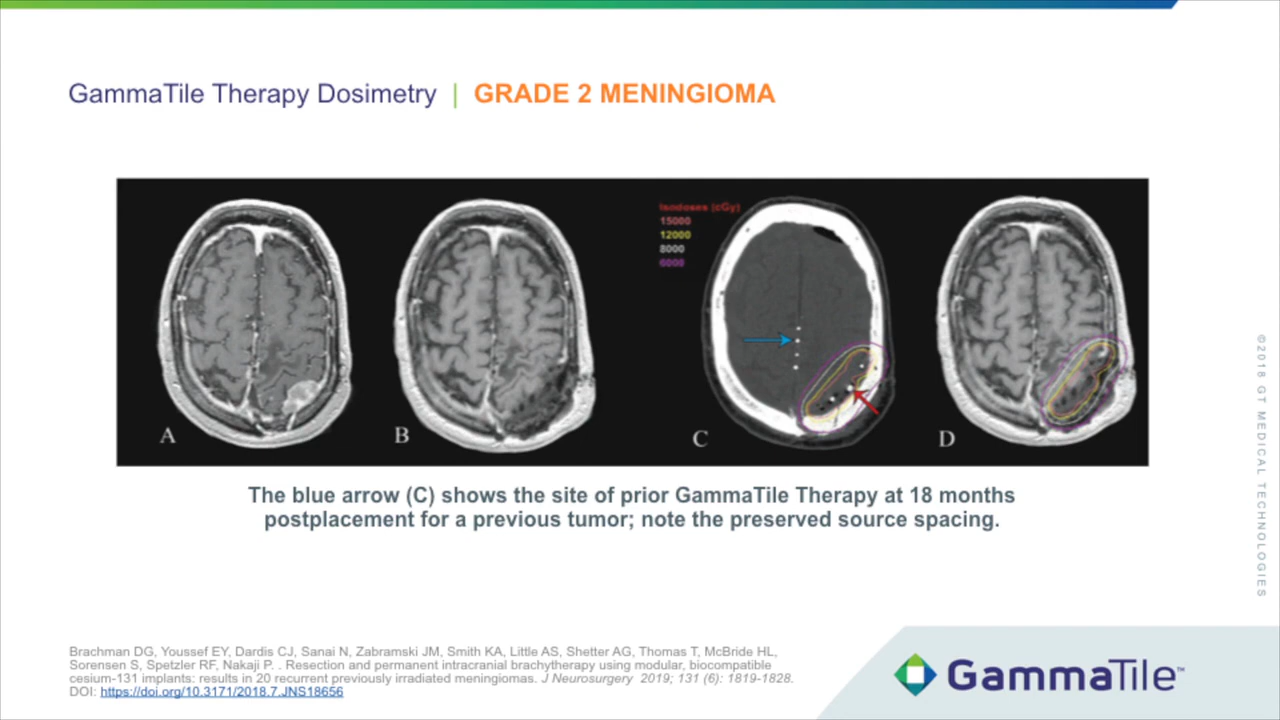 GammaTile Therapy Dosimetry | GRADE 2 MENINGIOMA
Isodoses (cGy)
15000
12000
8000
6000
A
B
C
D
The blue arrow (C) shows the site of prior GammaTile Therapy at 18 months
postplacement for a previous tumor; note the preserved source spacing.
©2018 GT MEDICAL TECHNOLOGIES
Brachman DG, Youssef EY, Dardis CJ, Sanai N, Zabramski JM, Smith KA, Little AS, Shetter AG, Thomas T, McBride HL,
Sorensen S, Spetzler RF, Nakaji P. . Resection and permanent intracranial brachytherapy using modular, biocompatible
cesium-131 implants: results in 20 recurrent previously irradiated meningiomas. J Neurosurgery 2019; 131 (6): 1819-1828.
DOI: https://doi.org/10.3171/2018.7.JNS18656
GammaTile™